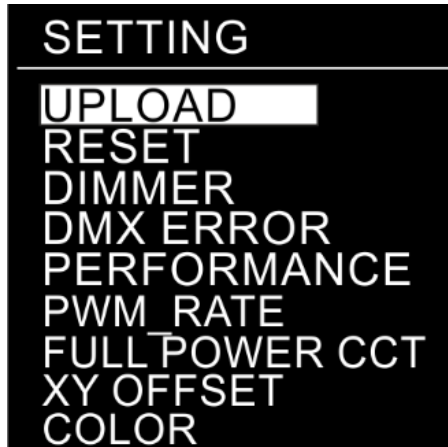 SETTING
UPLOAD
RESET
DIMMER
DMX ERROR
PERFORMANCE
PWM_RATE
FULL POWER CCT
XY OFFSET
COLOR